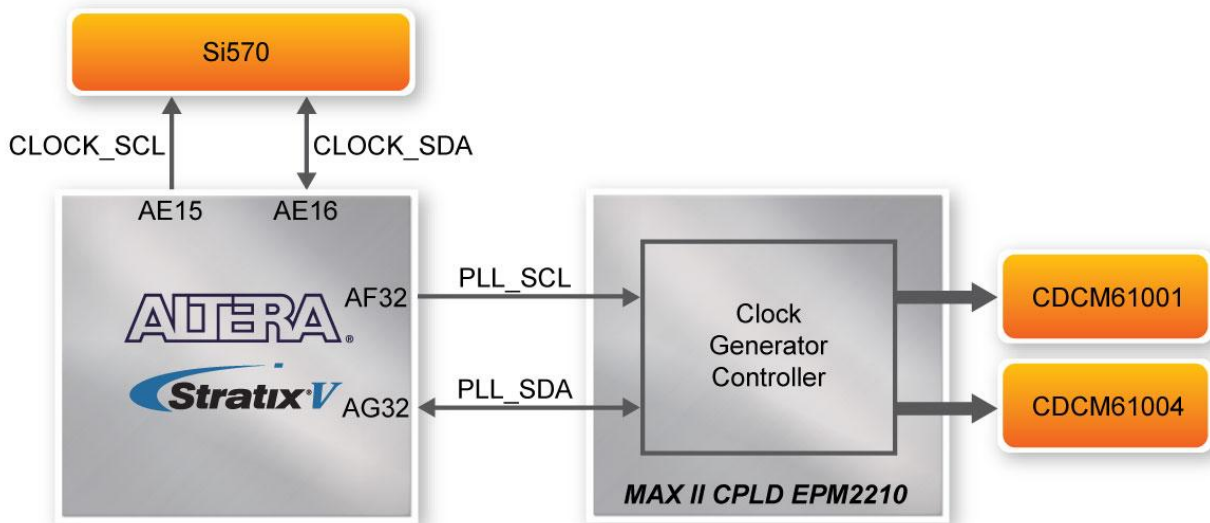 Si570
CLOCK_SCL
CLOCK_SDA
AE15
AE16
ALTERA®
Stratix® V
AF32
PLL_SCL
AG32
PLL_SDA
Clock
Generator
Controller
MAX II CPLD EPM2210
CDCM61001
CDCM61004